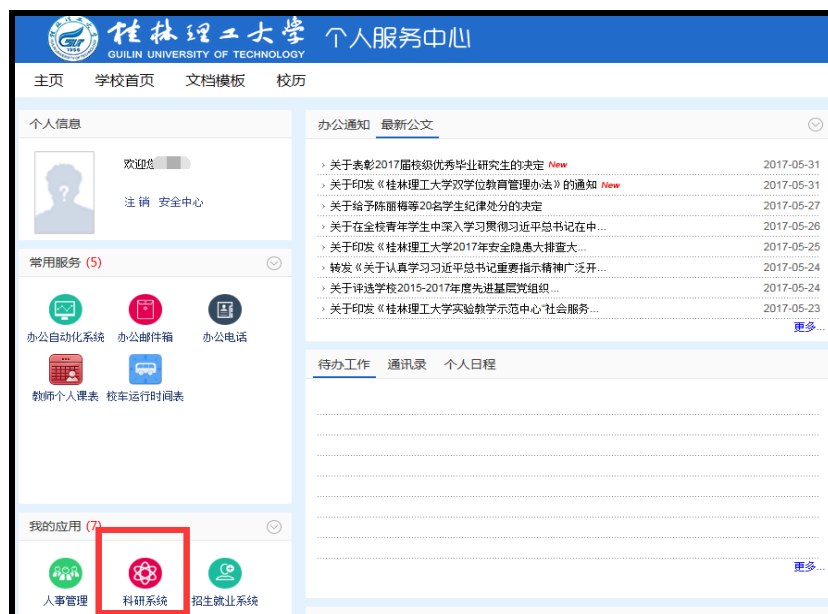 桂林理工大学 个人服务中心
GUILIN UNIVERSITY OF TECHNOLOGY
主页 学校首页 文档模板 校历
个人信息
欢迎您
注销 安全中心
常用服务 (5)
办公自动化系统 办公邮件箱 办公电话
教师个人课表 校车运行时间表
我的应用 (7)
人事管理 科研系统 招生就业系统
办公通知 最新公文
› 关于表彰2017届校级优秀毕业研究生的决定 New 2017-05-31
› 关于印发《桂林理工大学双学位教育管理办法》的通知 New 2017-05-31
› 关于给予陈丽梅等20名学生纪律处分的决定 2017-05-27
› 关于在全校青年学生中深入学习贯彻习近平总书记在中... 2017-05-26
› 关于印发《桂林理工大学2017年安全隐患大排查大... 2017-05-25
› 转发《关于认真学习习近平总书记重要指示精神广泛开... 2017-05-24
› 关于评选学校2015-2017年度先进基层党组织... 2017-05-24
› 关于印发《桂林理工大学实验教学示范中心“社会服务... 2017-05-23
更多...
待办工作 通讯录 个人日程
更多...